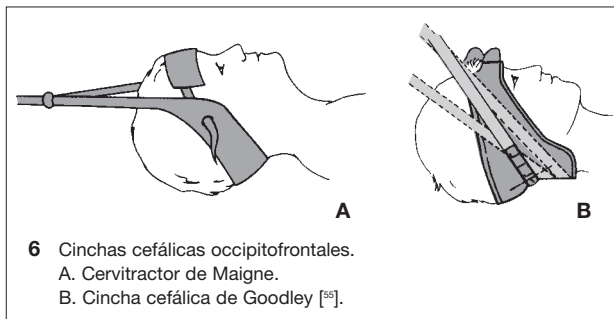 A
B
6 Cinchas cefálicas occipitofrontales.
A. Cervitractor de Maigne.
B. Cincha cefálica de Goodley [55].